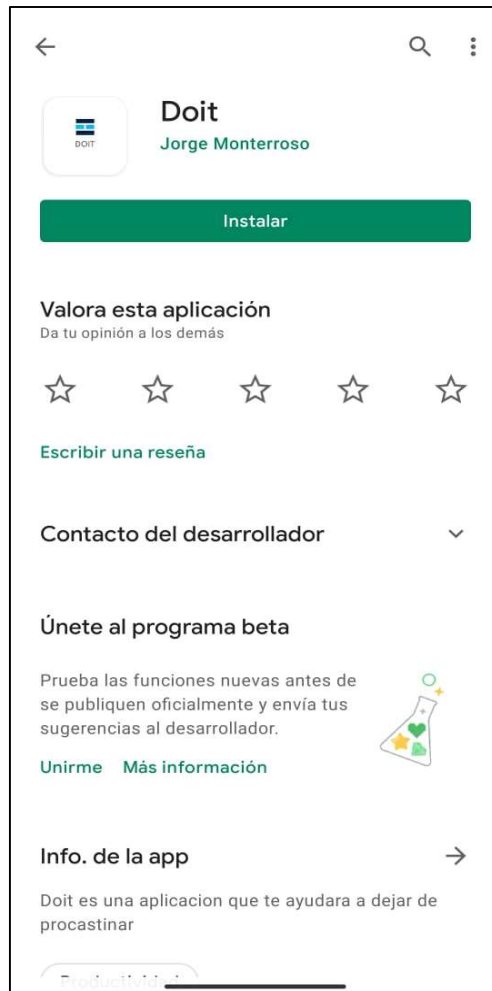 Doit
DOIT
Jorge Monterroso
Instalar
Valora esta aplicación
Da tu opinión a los demás
Escribir una reseña
Contacto del desarrollador
Únete al programa beta
Prueba las funciones nuevas antes de
se publiquen oficialmente y envía tus
sugerencias al desarrollador.
Unirme Más información
Info. de la app
Doit es una aplicacion que te ayudara a dejar de
procastinar
Productividad